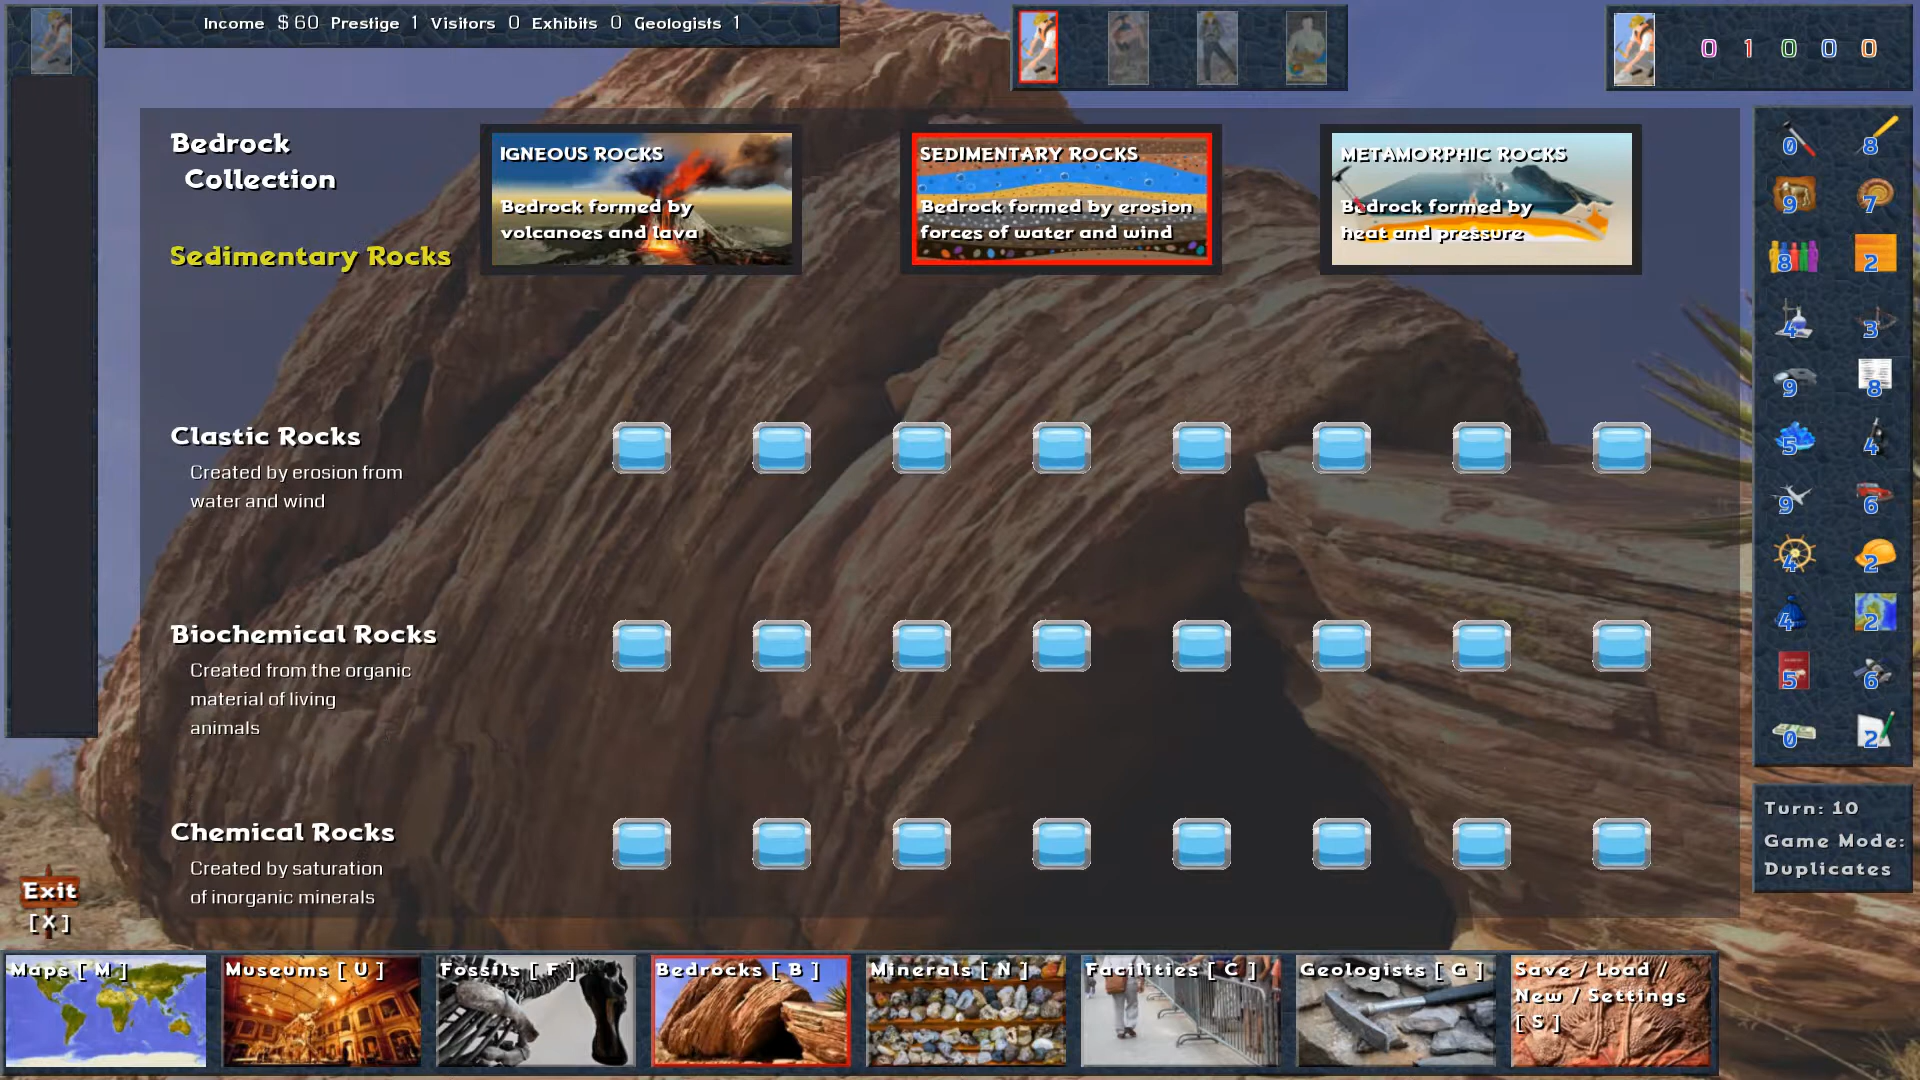 Income $ 60 Prestige 1 Visitors 0 Exhibits 0 Geologists 1
0 1 0 0 0
Bedrock
Collection
Sedimentary Rocks
IGNEOUS ROCKS
Bedrock formed by
volcanoes and lava
SEDIMENTARY ROCKS
Bedrock formed by erosion
forces of water and wind
METAMORPHIC ROCKS
Bedrock formed by
heat and pressure
Clastic Rocks
Created by erosion from
water and wind
Biochemical Rocks
Created from the organic
material of living
animals
Chemical Rocks
Created by saturation
of inorganic minerals
0 8
9 7
8 2
4 3
9 8
5 4
9 6
4 2
4 2
5 6
0 2
Turn: 10
Game Mode:
Duplicates
Exit
[ X ]
Maps [ M ]
Museums [ U ]
Fossils [ F ]
Bedrocks [ B ]
Minerals [ N ]
Facilities [ C ]
Geologists [ G ]
Save / Load /
New / Settings
[ S ]